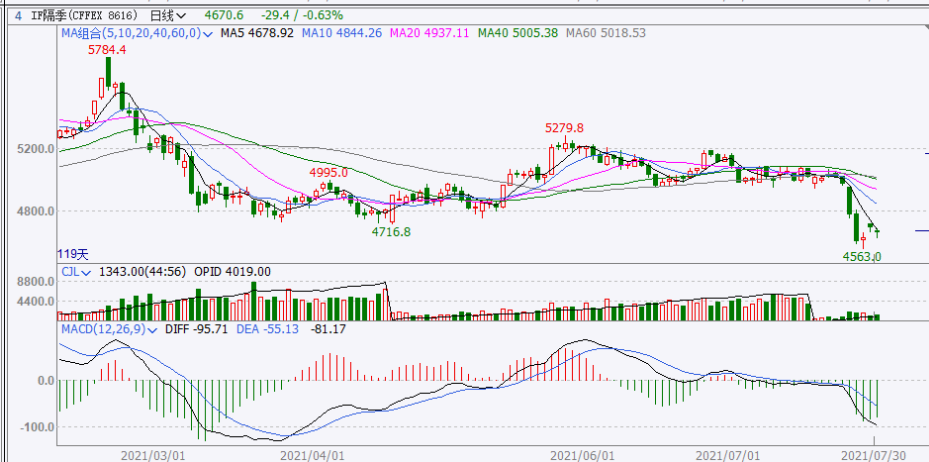 4 IF隔季(CFFEX 8616) 日线 4670.6 -29.4 / -0.63%
MA组合(5,10,20,40,60,0) MA5 4678.92 MA10 4844.26 MA20 4937.11 MA40 5005.38 MA60 5018.53
5784.4
5279.8
5200.0
4995.0
4800.0
4716.8
119天
4563.0
CJL 1343.00(44:56) OPID 4019.00
8800.0
4400.0
MACD(12,26,9) DIFF -95.71 DEA -55.13 -81.17
0.0
-100.0
2021/03/01 2021/04/01 2021/06/01 2021/07/01 2021/07/30